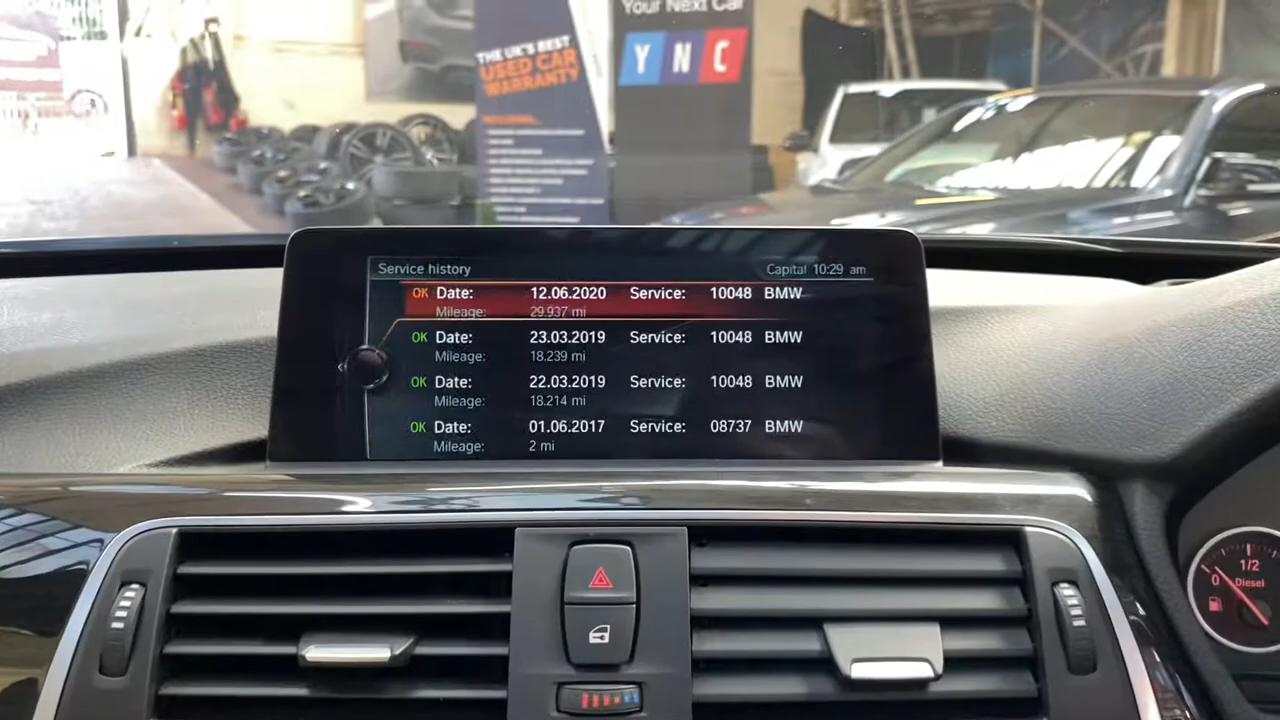 Your Next Car
YNC
THE UK'S BEST
USED CAR
WARRANTY
Service history
Capital 10:29 am
OK Date: 12.06.2020 Service: 10048 BMW
Mileage: 29.937 mi
OK Date: 23.03.2019 Service: 10048 BMW
Mileage: 18.239 mi
OK Date: 22.03.2019 Service: 10048 BMW
Mileage: 18.214 mi
OK Date: 01.06.2017 Service: 08737 BMW
Mileage: 2 mi
1/2
0
Diesel